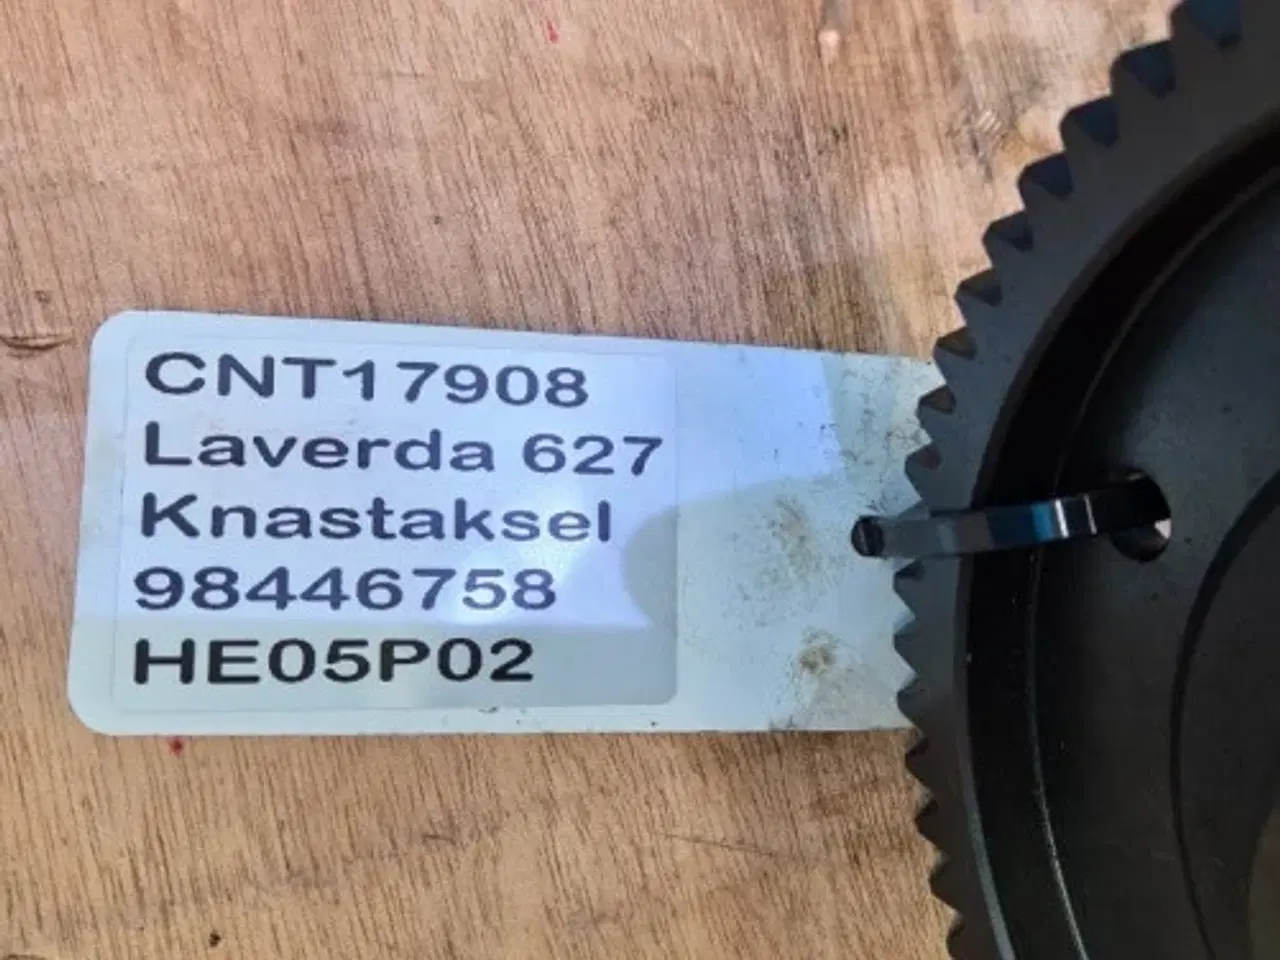 CNT17908
Laverda 627
Knastaksel
98446758
HE05P02